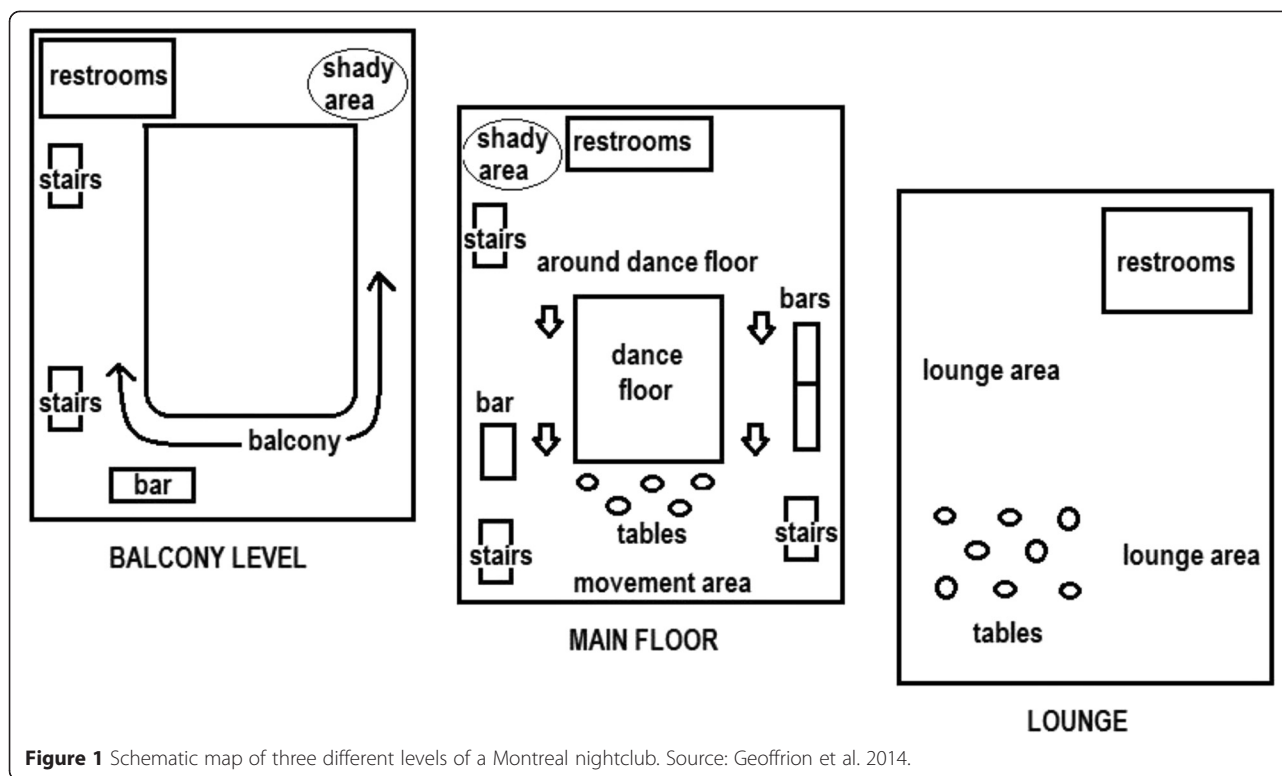 restrooms
shady
area
stairs
stairs
balcony
bar
BALCONY LEVEL
shady
area
restrooms
stairs
around dance floor
bars
dance
floor
bar
tables
stairs
stairs
movement area
MAIN FLOOR
restrooms
lounge area
lounge area
tables
LOUNGE
Figure 1 Schematic map of three different levels of a Montreal nightclub. Source: Geoffrion et al. 2014.